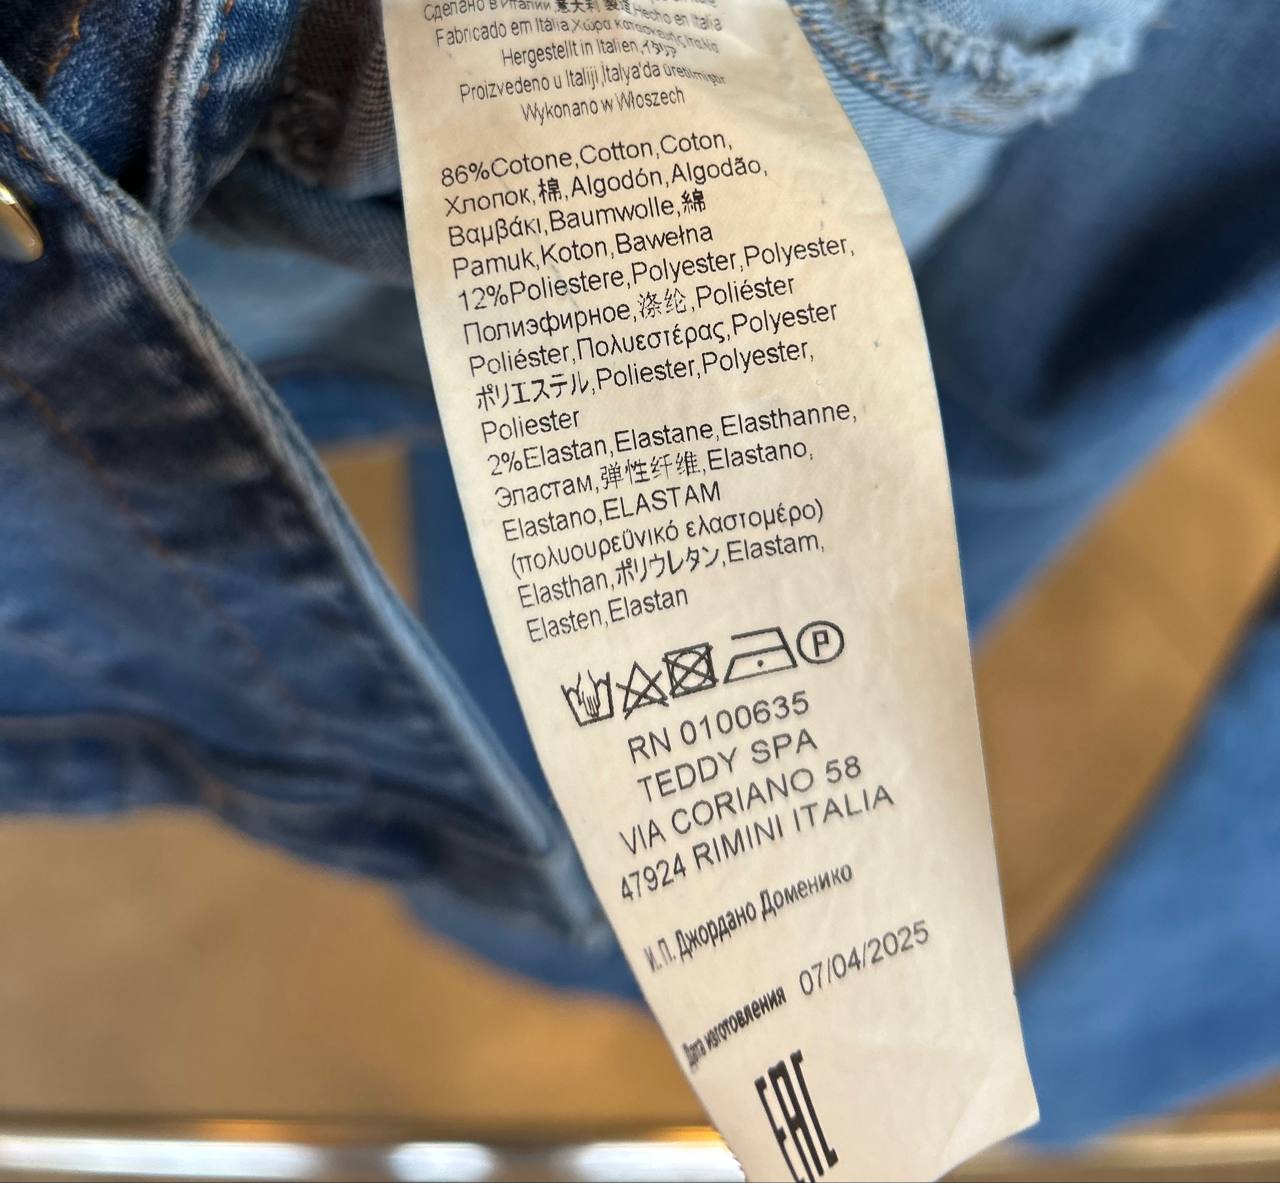 Сделано в Италии 意大利 製造 Hecho en Italia
Fabricado em Itália,Χώρα κατασκευής Ιταλία
Hergestellt in Italien,イタリア
Proizvedeno u Italiji,Italya'da üretilmiştir
Wykonano w Włoszech
86%Cotone,Cotton,Coton,
Хлопок,棉,Algodón,Algodão,
Βαμβάκι,Baumwolle,綿
Pamuk,Koton,Bawełna
12%Poliestere,Polyester,Polyester,
Полиэфирное,涤纶,Poliéster
Poliéster,Πολυεστέρας,Polyester
ポリエステル,Poliester,Polyester,
Poliester
2%Elastan,Elastane,Elasthanne,
Эластам,弹性纤维,Elastano,
Elastano,ELASTAM
(πολυουρεϋνικό ελαστομέρο)
Elasthan,ポリウレタン,Elastam,
Elasten,Elastan
P
RN 0100635
TEDDY SPA
VIA CORIANO 58
47924 RIMINI ITALIA
И. П. Джордано Доменико
Дата изготовления 07/04/2025
EAC